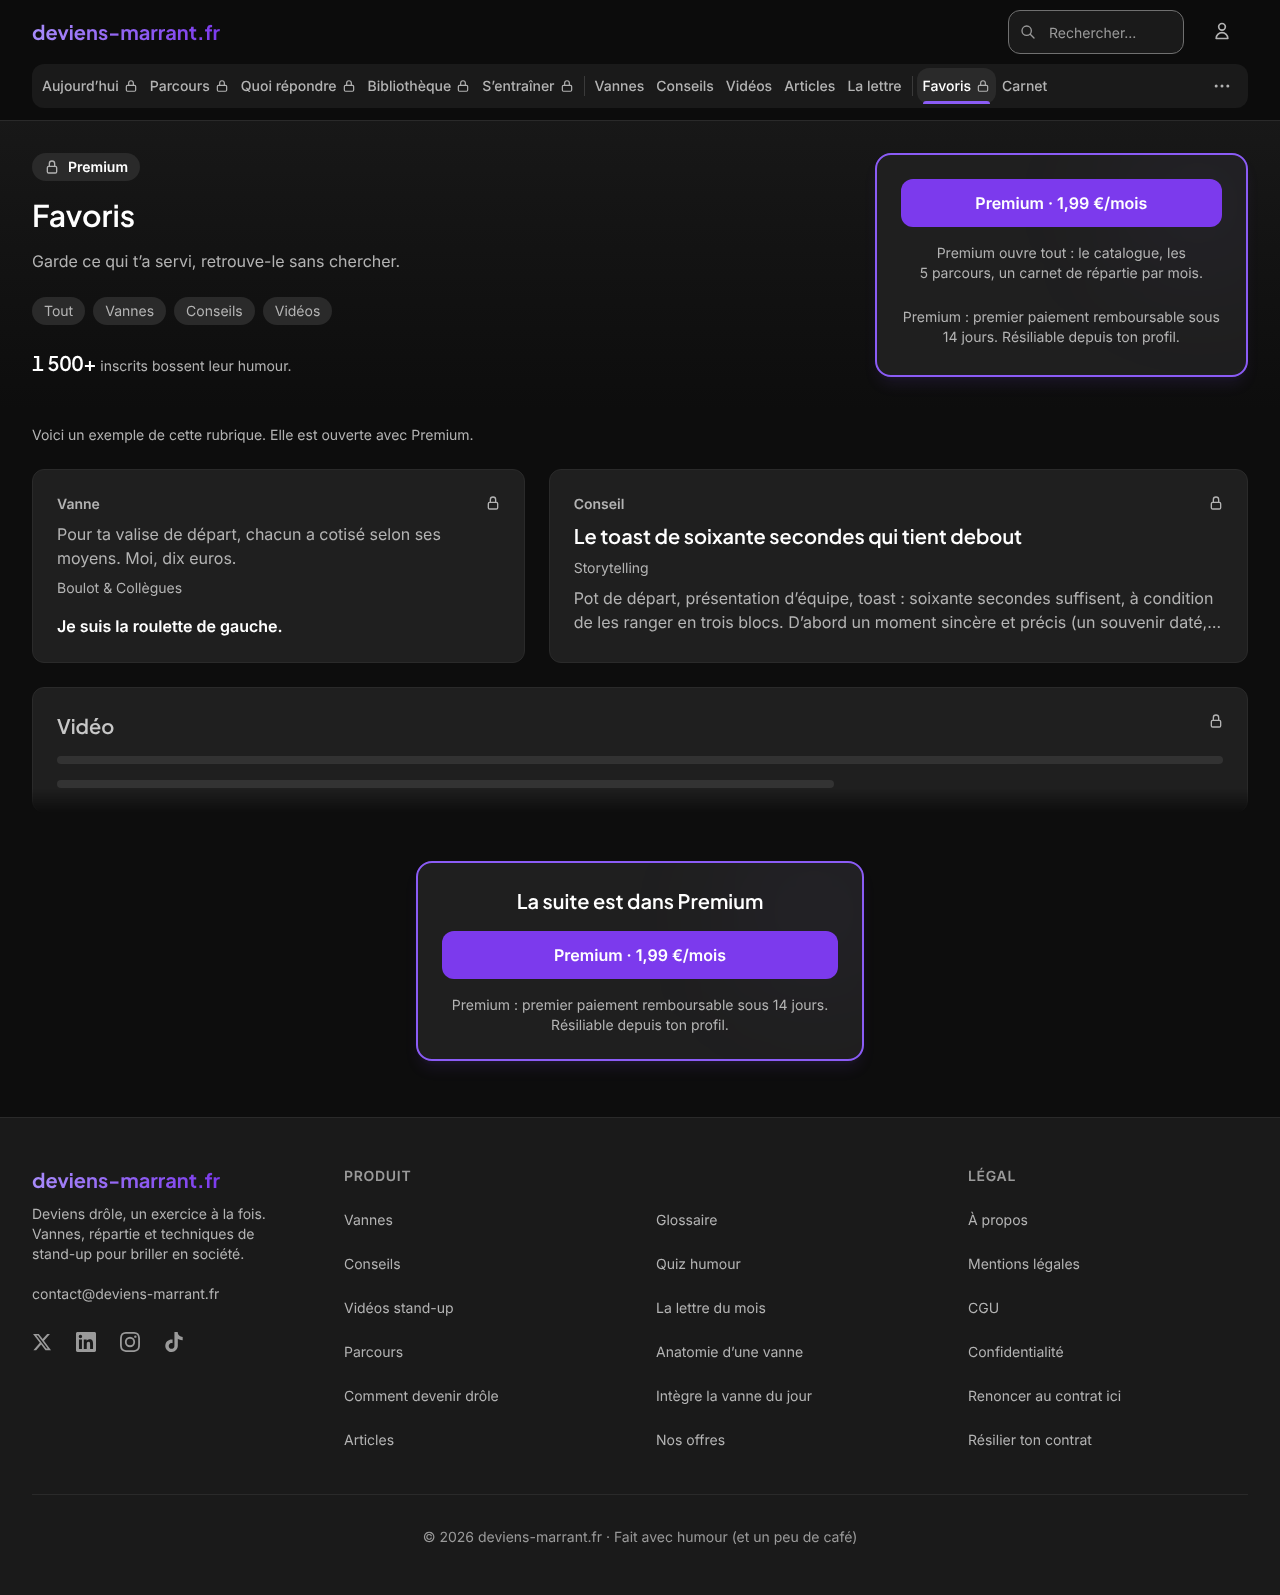 deviens-marrant.fr
Rechercher...
Aujourd’hui
Parcours
Quoi répondre
Bibliothèque
S’entraîner
Vannes
Conseils
Vidéos
Articles
La lettre
Favoris
Carnet
Premium
Favoris
Garde ce qui t’a servi, retrouve-le sans chercher.
Tout
Vannes
Conseils
Vidéos
1 500+ inscrits bossent leur humour.
Premium · 1,99 €/mois
Premium ouvre tout : le catalogue, les
5 parcours, un carnet de répartie par mois.
Premium : premier paiement remboursable sous
14 jours. Résiliable depuis ton profil.
Voici un exemple de cette rubrique. Elle est ouverte avec Premium.
Vanne
Pour ta valise de départ, chacun a cotisé selon ses
moyens. Moi, dix euros.
Boulot & Collègues
Je suis la roulette de gauche.
Conseil
Le toast de soixante secondes qui tient debout
Storytelling
Pot de départ, présentation d’équipe, toast : soixante secondes suffisent, à condition
de les ranger en trois blocs. D’abord un moment sincère et précis (un souvenir daté,...
Vidéo
La suite est dans Premium
Premium · 1,99 €/mois
Premium : premier paiement remboursable sous 14 jours.
Résiliable depuis ton profil.
deviens-marrant.fr
Deviens drôle, un exercice à la fois.
Vannes, répartie et techniques de
stand-up pour briller en société.
contact@deviens-marrant.fr
PRODUIT
Vannes
Conseils
Vidéos stand-up
Parcours
Comment devenir drôle
Articles
Glossaire
Quiz humour
La lettre du mois
Anatomie d’une vanne
Intègre la vanne du jour
Nos offres
LÉGAL
À propos
Mentions légales
CGU
Confidentialité
Renoncer au contrat ici
Résilier ton contrat
© 2026 deviens-marrant.fr · Fait avec humour (et un peu de café)